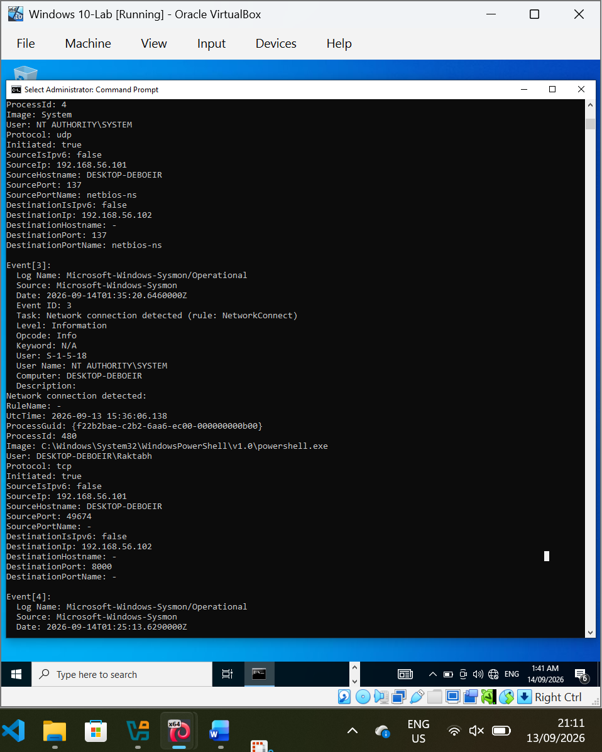 Windows 10-Lab [Running] - Oracle VirtualBox
File Machine View Input Devices Help
Select Administrator: Command Prompt
ProcessId: 4
Image: System
User: NT AUTHORITY\SYSTEM
Protocol: udp
Initiated: true
SourceIsIpv6: false
SourceIp: 192.168.56.101
SourceHostname: DESKTOP-DEBOEIR
SourcePort: 137
SourcePortName: netbios-ns
DestinationIsIpv6: false
DestinationIp: 192.168.56.102
DestinationHostname: -
DestinationPort: 137
DestinationPortName: netbios-ns
Event[3]:
Log Name: Microsoft-Windows-Sysmon/Operational
Source: Microsoft-Windows-Sysmon
Date: 2026-09-14T01:35:20.6460000Z
Event ID: 3
Task: Network connection detected (rule: NetworkConnect)
Level: Information
Opcode: Info
Keyword: N/A
User: S-1-5-18
User Name: NT AUTHORITY\SYSTEM
Computer: DESKTOP-DEBOEIR
Description:
Network connection detected:
RuleName: -
UtcTime: 2026-09-13 15:36:06.138
ProcessGuid: {f22b2bae-c2b2-6aa6-ec00-000000000b00}
ProcessId: 480
Image: C:\Windows\System32\WindowsPowerShell\v1.0\powershell.exe
User: DESKTOP-DEBOEIR\Raktabh
Protocol: tcp
Initiated: true
SourceIsIpv6: false
SourceIp: 192.168.56.101
SourceHostname: DESKTOP-DEBOEIR
SourcePort: 49674
SourcePortName: -
DestinationIsIpv6: false
DestinationIp: 192.168.56.102
DestinationHostname: -
DestinationPort: 8000
DestinationPortName: -
Event[4]:
Log Name: Microsoft-Windows-Sysmon/Operational
Source: Microsoft-Windows-Sysmon
Date: 2026-09-14T01:25:13.6290000Z
Type here to search
ENG
1:41 AM
14/09/2026
6
Right Ctrl
x64
ENG
US
21:11
13/09/2026